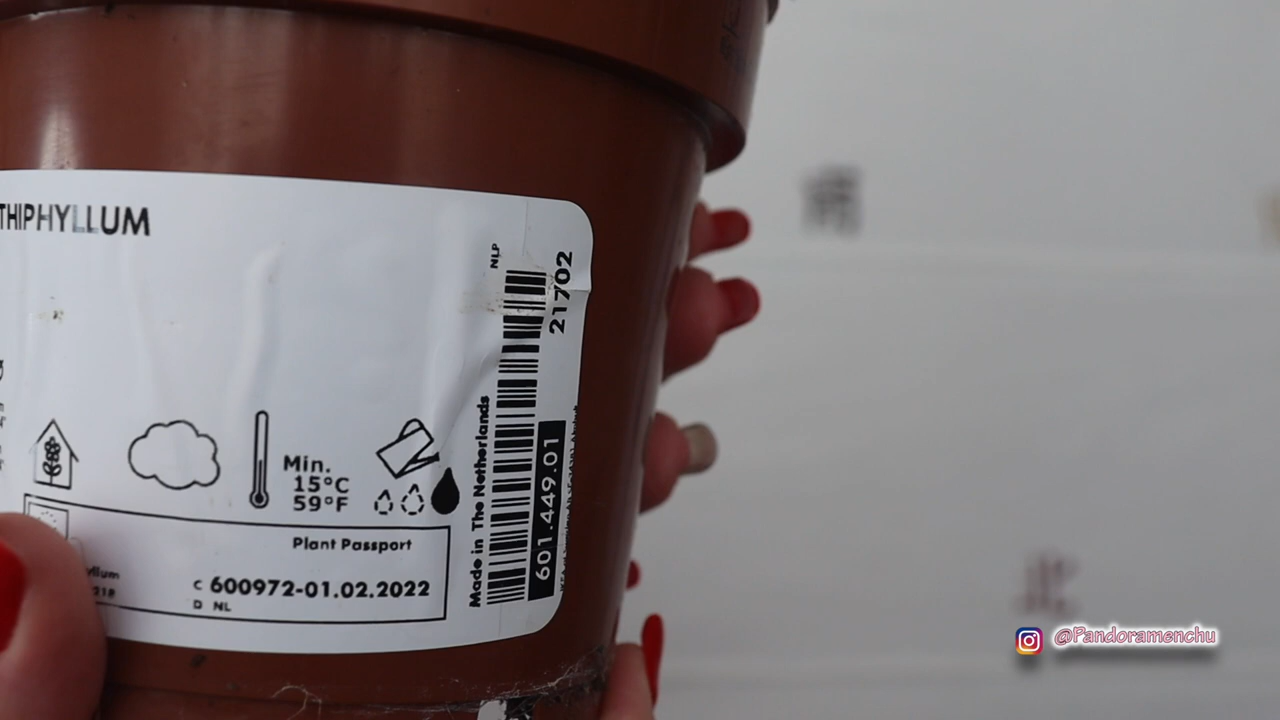 THIPHYLLUM
NLP
21702
Made in The Netherlands
601.449.01
Min.
15°C
59°F
Plant Passport
C 600972-01.02.2022
D NL
@Pandoramenchu